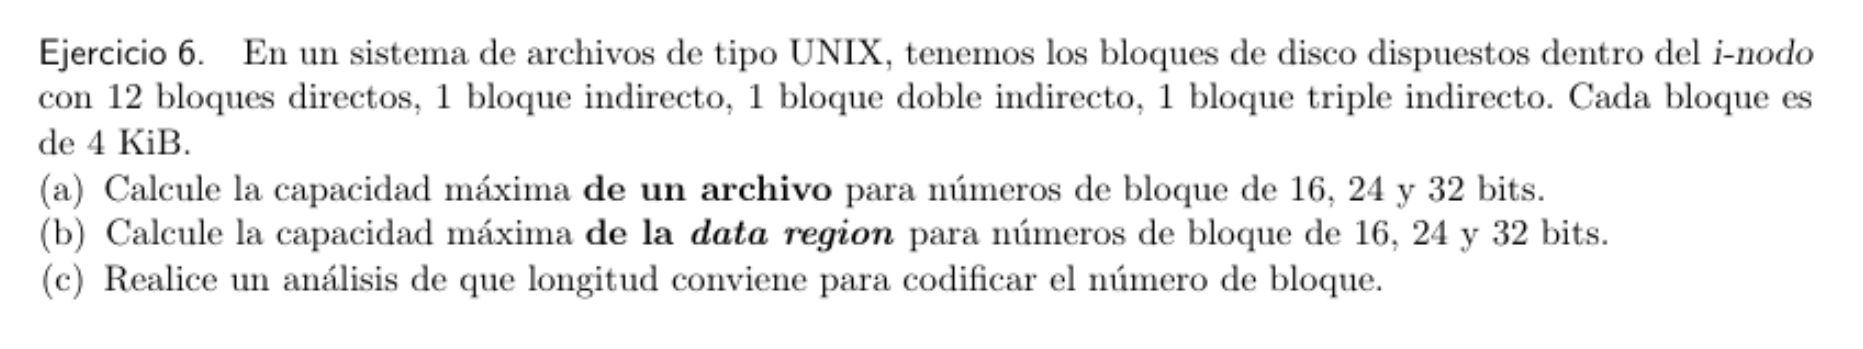 Ejercicio 6. En un sistema de archivos de tipo UNIX, tenemos los bloques de disco dispuestos dentro del i-nodo
con 12 bloques directos, 1 bloque indirecto, 1 bloque doble indirecto, 1 bloque triple indirecto. Cada bloque es
de 4 KiB.
(a) Calcule la capacidad máxima de un archivo para números de bloque de 16, 24 y 32 bits.
(b) Calcule la capacidad máxima de la data region para números de bloque de 16, 24 y 32 bits.
(c) Realice un análisis de que longitud conviene para codificar el número de bloque.